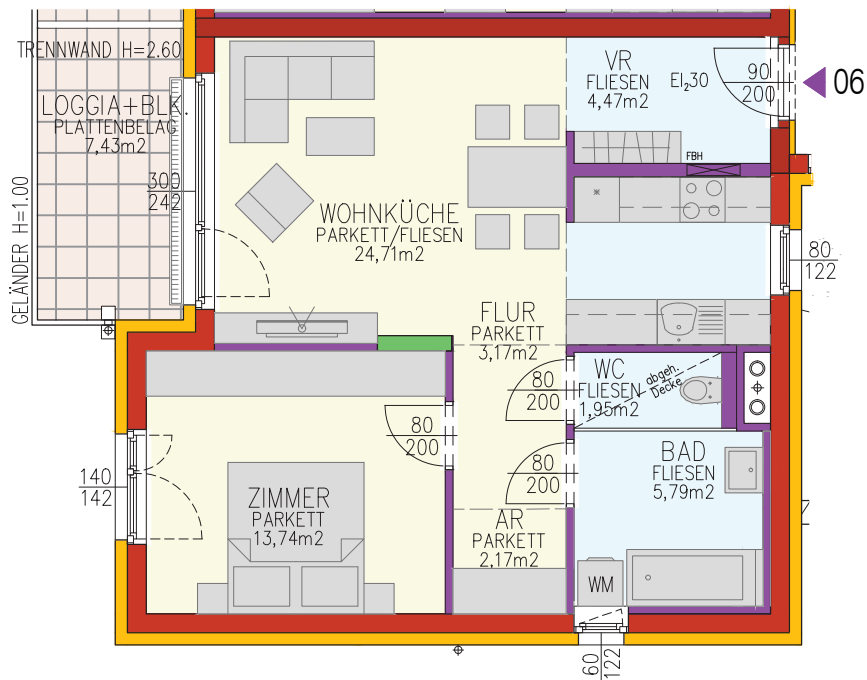 TRENNWAND H=2.60
LOGGIA+BLK
PLATTENBELAG
7,43m2
GELÄNDER H=1.00
300
242
WOHNKÜCHE
PARKETT/FLIESEN
24,71m2
VR
FLIESEN
4,47m2
EI₂30
90
200
06
FBH
*
80
122
FLUR
PARKETT
3,17m2
80
200
WC
FLIESEN
1,95m2
abgeh.
Decke
80
200
80
200
BAD
FLIESEN
5,79m2
140
142
ZIMMER
PARKETT
13,74m2
AR
PARKETT
2,17m2
WM
60
122